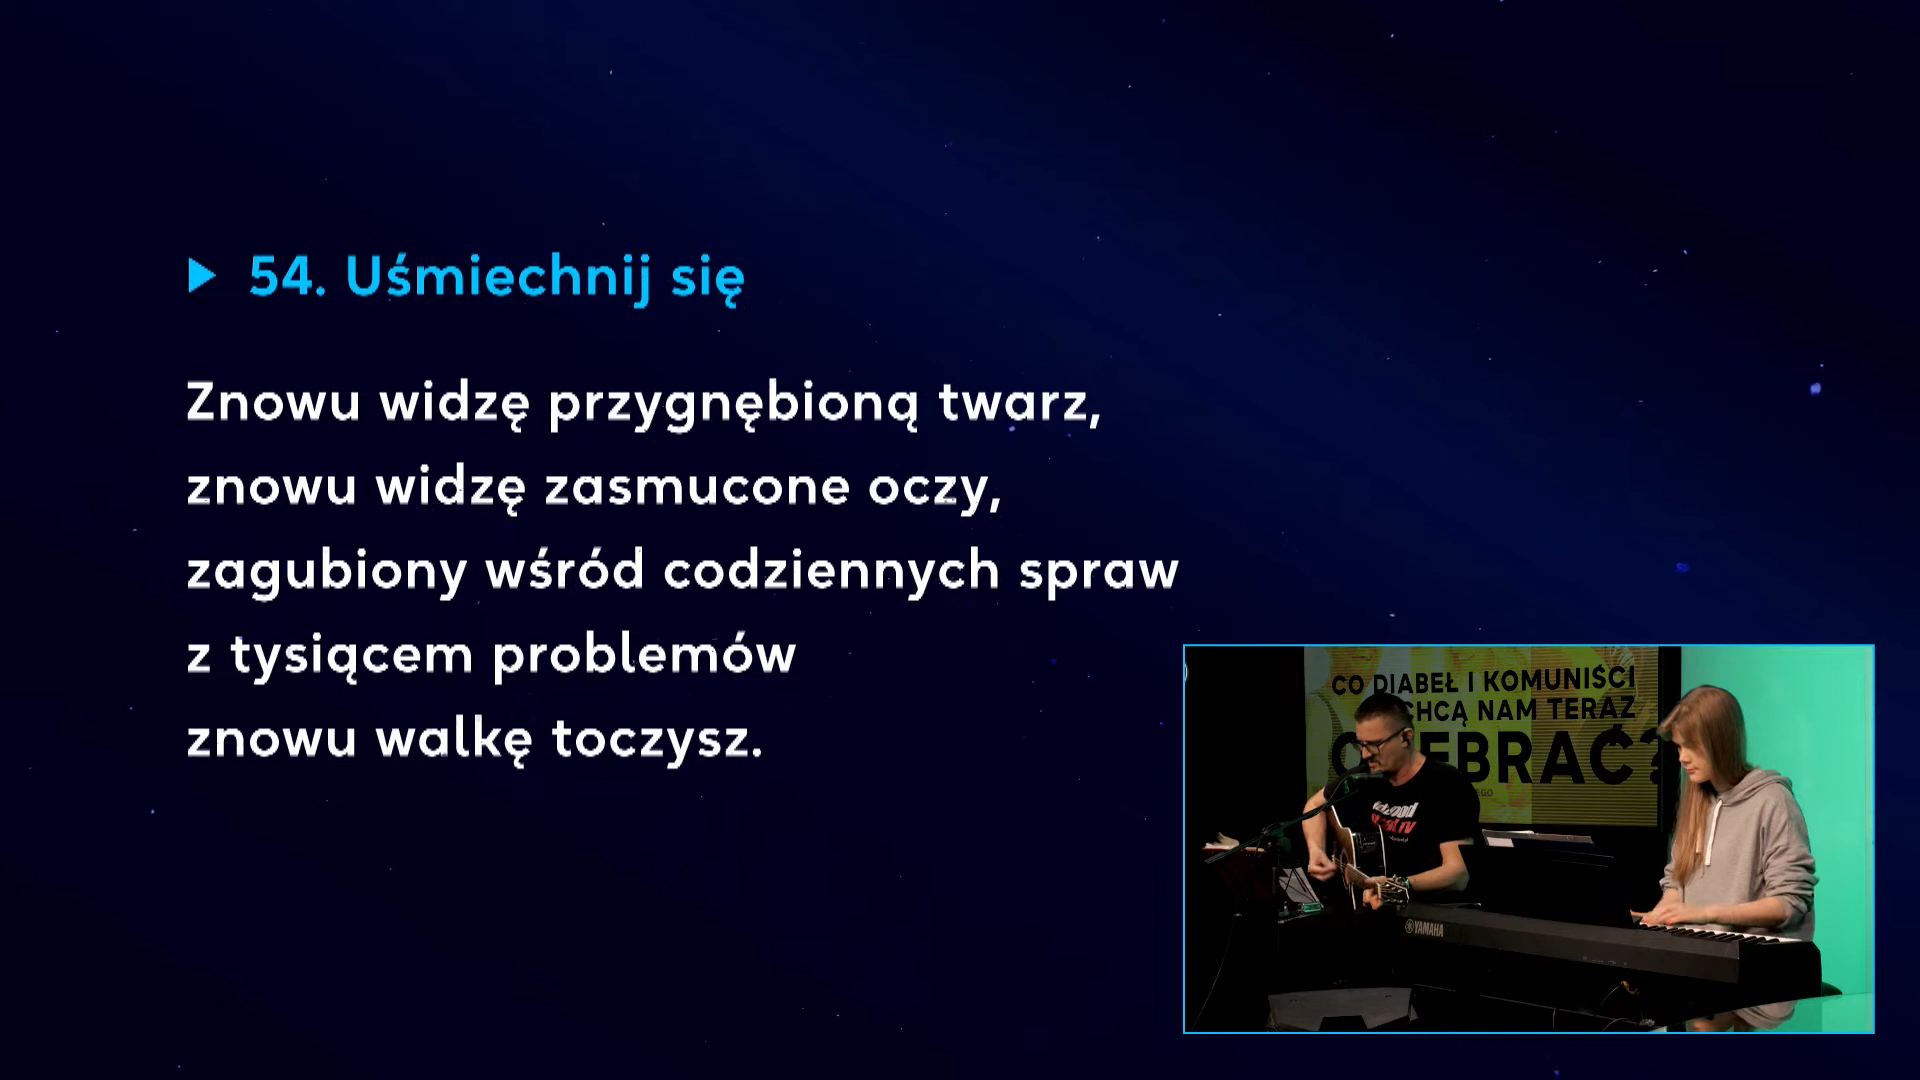 54. Uśmiechnij się
Znowu widzę przygnębioną twarz,
znowu widzę zasmucone oczy,
zagubiony wśród codziennych spraw
z tysiącem problemów
znowu walkę toczysz.
CO DIABEŁ I KOMUNIŚCI
CHCĄ NAM TERAZ
YAMAHA